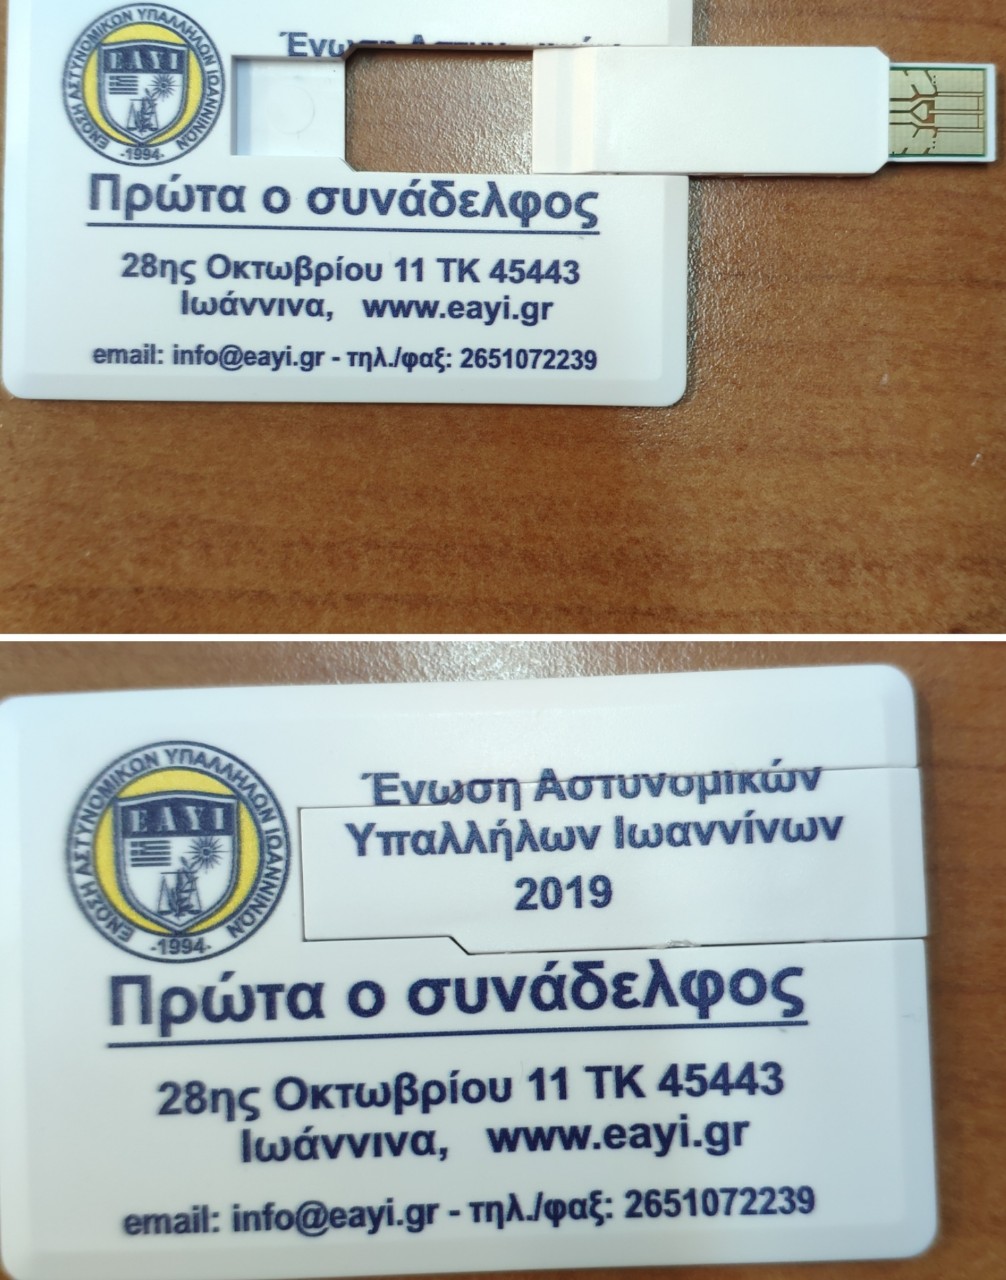 ΕΝΩΣΗ ΑΣΤΥΝΟΜΙΚΩΝ ΥΠΑΛΛΗΛΩΝ ΙΩΑΝΝΙΝΩΝ
ΕΑΥΙ
-1994-
Ένωση Αστυνομικών
Πρώτα ο συνάδελφος
28ης Οκτωβρίου 11 ΤΚ 45443
Ιωάννινα, www.eayi.gr
email: info@eayi.gr - τηλ./φαξ: 2651072239
ΕΝΩΣΗ ΑΣΤΥΝΟΜΙΚΩΝ ΥΠΑΛΛΗΛΩΝ ΙΩΑΝΝΙΝΩΝ
ΕΑΥΙ
-1994-
Ένωση Αστυνομικών
Υπαλλήλων Ιωαννίνων
2019
Πρώτα ο συνάδελφος
28ης Οκτωβρίου 11 ΤΚ 45443
Ιωάννινα, www.eayi.gr
email: info@eayi.gr - τηλ./φαξ: 2651072239